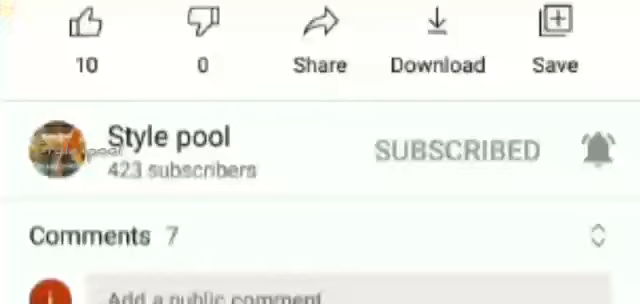 10 0 Share Download Save
Style pool
423 subscribers
SUBSCRIBED
Comments 7
Add a public comment